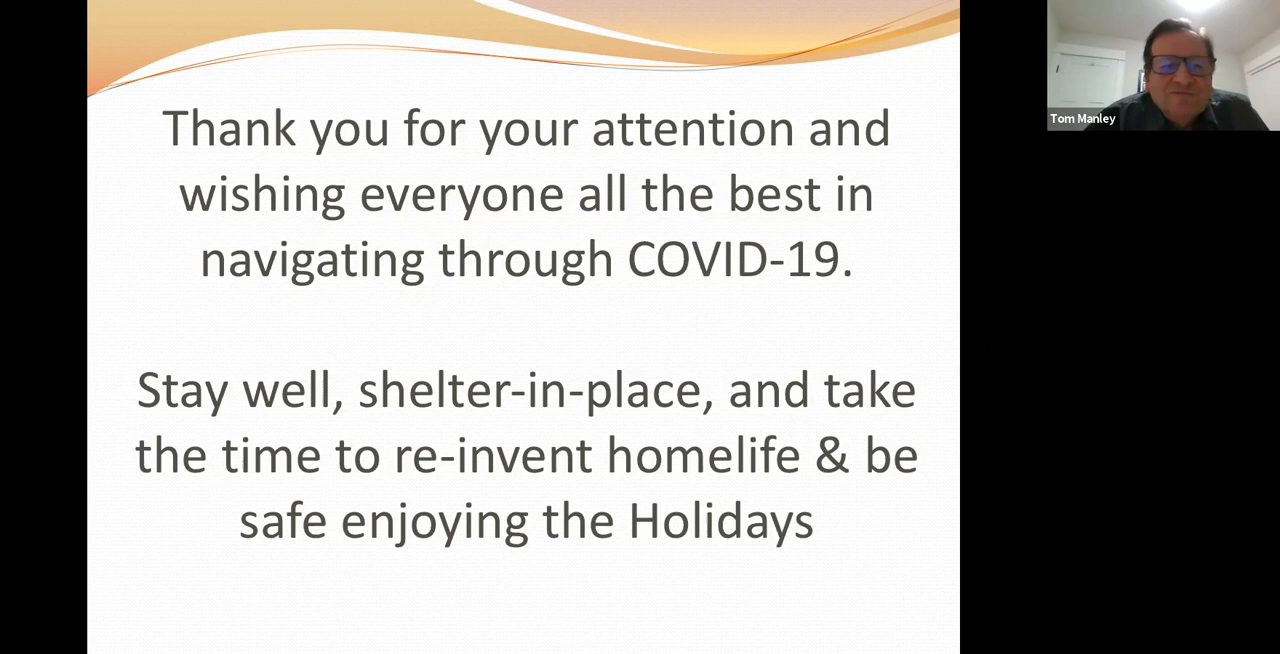 Thank you for your attention and
wishing everyone all the best in
navigating through COVID-19.
Stay well, shelter-in-place, and take
the time to re-invent homelife & be
safe enjoying the Holidays
Tom Manley